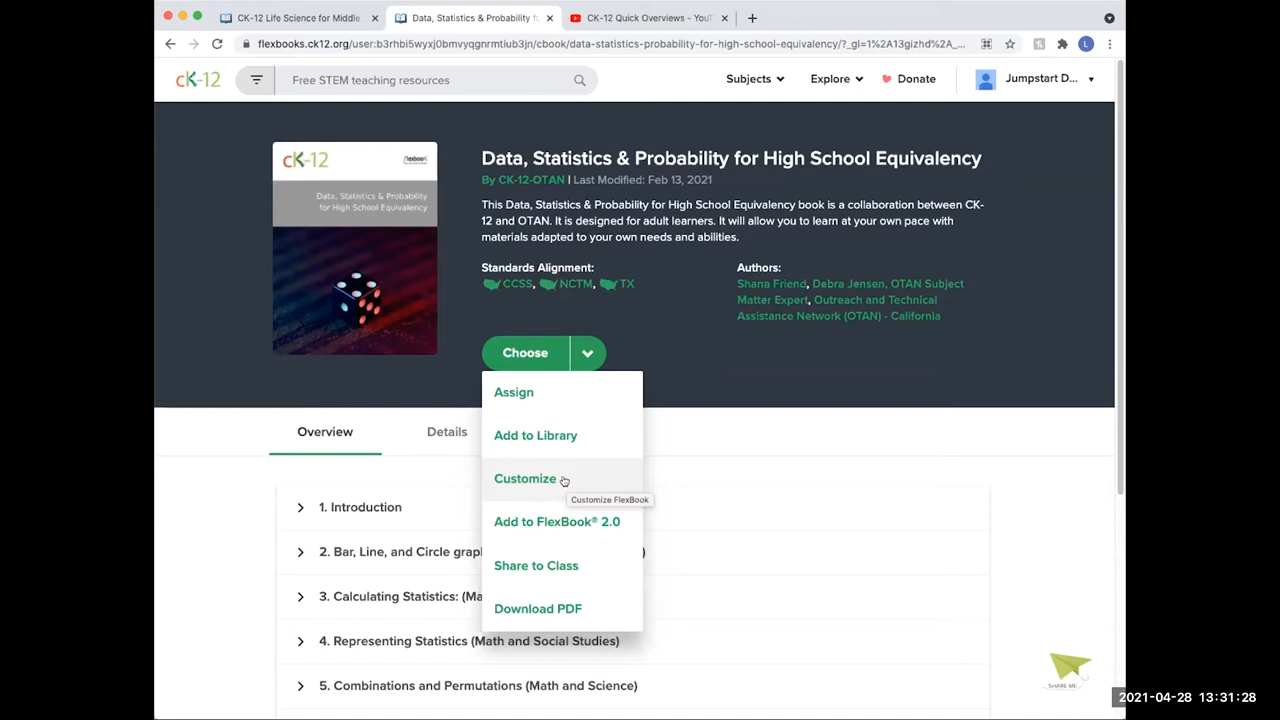 CK-12 Life Science for Middle
Data, Statistics & Probability fo
CK-12 Quick Overviews - YouT
flexbooks.ck12.org/user:b3rhbi5wyxj0bmvyqgnrmtiub3jn/cbook/data-statistics-probability-for-high-school-equivalency/?_gl=1%2A13gizhd%2A_...
L
cK-12
Free STEM teaching resources
Subjects
Explore
Donate
Jumpstart D...
cK-12
flexbook
Data, Statistics & Probability
for High School Equivalency
Data, Statistics & Probability for High School Equivalency
By CK-12-OTAN | Last Modified: Feb 13, 2021
This Data, Statistics & Probability for High School Equivalency book is a collaboration between CK-
12 and OTAN. It is designed for adult learners. It will allow you to learn at your own pace with
materials adapted to your own needs and abilities.
Standards Alignment:
CCSS, NCTM, TX
Authors:
Shana Friend, Debra Jensen, OTAN Subject
Matter Expert, Outreach and Technical
Assistance Network (OTAN) - California
Choose
Assign
Add to Library
Customize
Customize FlexBook
Add to FlexBook® 2.0
Share to Class
Download PDF
Overview
Details
1. Introduction
2. Bar, Line, and Circle grap )
3. Calculating Statistics: (Ma
4. Representing Statistics (Math and Social Studies)
5. Combinations and Permutations (Math and Science)
SHARE ME
2021-04-28 13:31:28